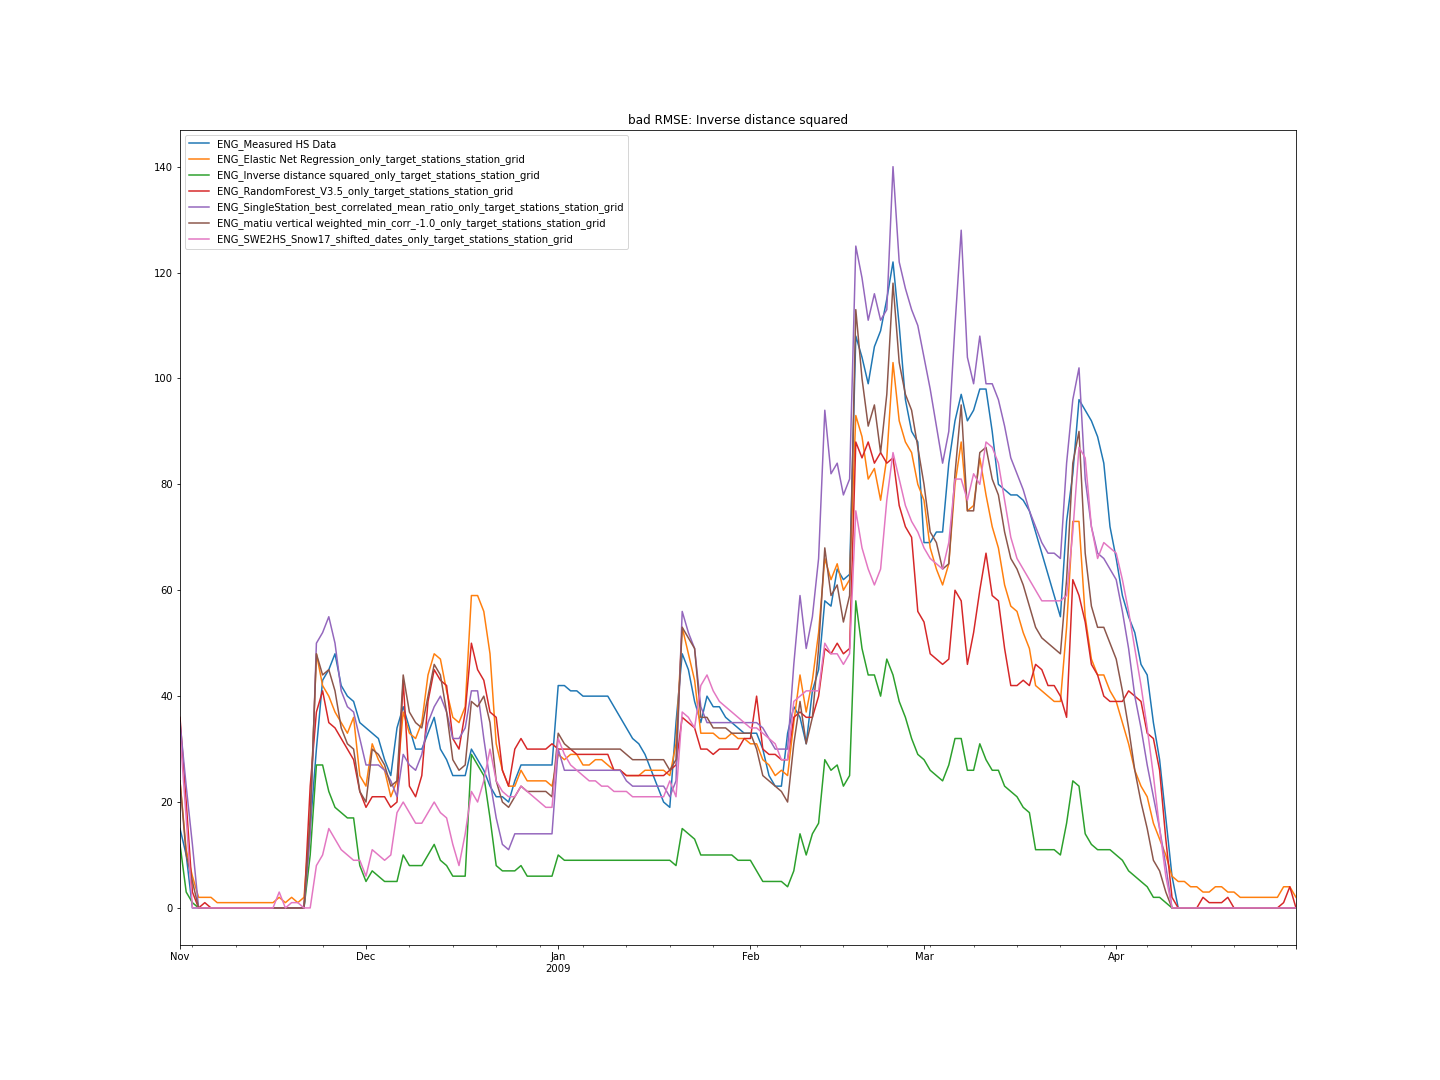 bad RMSE: Inverse distance squared
ENG_Measured HS Data
ENG_Elastic Net Regression_only_target_stations_station_grid
ENG_Inverse distance squared_only_target_stations_station_grid
ENG_RandomForest_V3.5_only_target_stations_station_grid
ENG_SingleStation_best_correlated_mean_ratio_only_target_stations_station_grid
ENG_matiu vertical weighted_min_corr_-1.0_only_target_stations_station_grid
ENG_SWE2HS_Snow17_shifted_dates_only_target_stations_station_grid
140
120
100
80
60
40
20
0
Nov Dec Jan Feb Mar Apr
2009